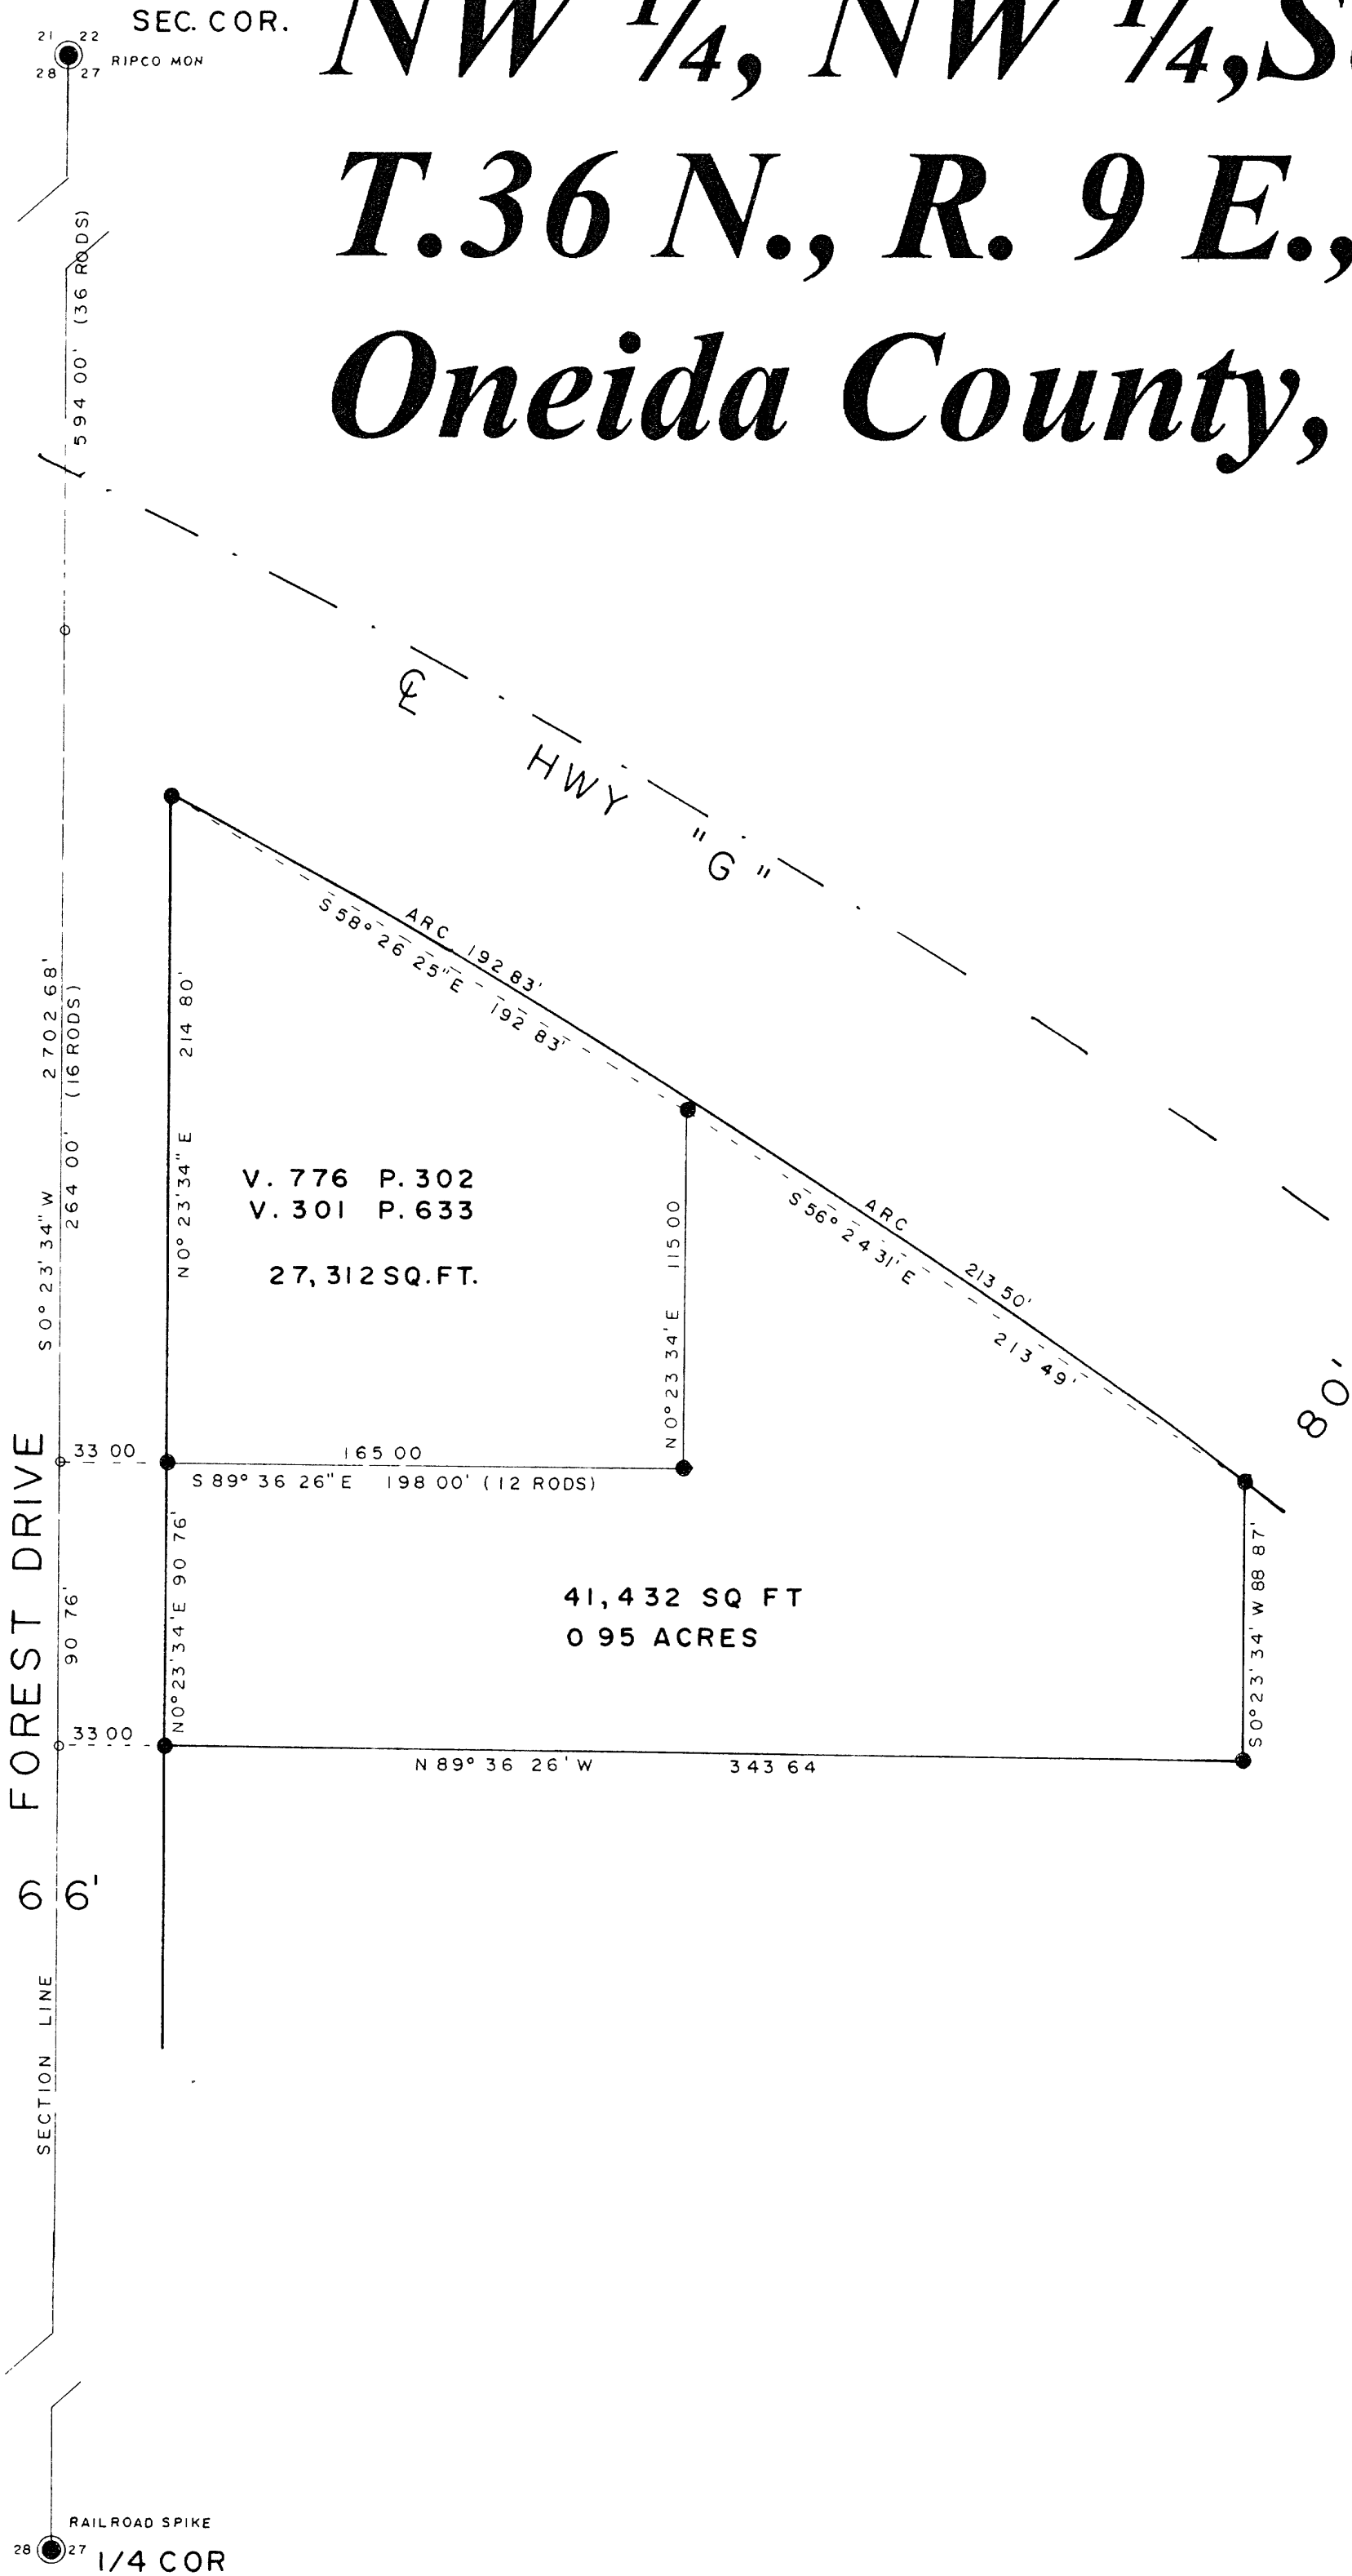 SEC. COR.
21 22
28 27
RIPCO MON
NW 1/4, NW 1/4,
T.36 N., R. 9 E.,
Oneida County,
594 00' (36 RODS)
℄ HWY "G"
80'
ARC 192 83'
S 58° 26 25" E 192 83'
ARC 213 50'
S 56° 24 31' E 213 49'
S 0° 23' 34" W 2702 68'
264 00' (16 RODS)
N 0° 23' 34" E 214 80'
V. 776 P. 302
V. 301 P. 633
27,312 SQ.FT.
N 0° 23 34' E 115 00
33 00
165 00
S 89° 36 26" E 198 00' (12 RODS)
90 76'
N 0° 23' 34' E 90 76'
41,432 SQ FT
0 95 ACRES
S 0° 23' 34' W 88 87'
33 00
N 89° 36 26' W 343 64
66' FOREST DRIVE
SECTION LINE
RAILROAD SPIKE
28 27
1/4 COR